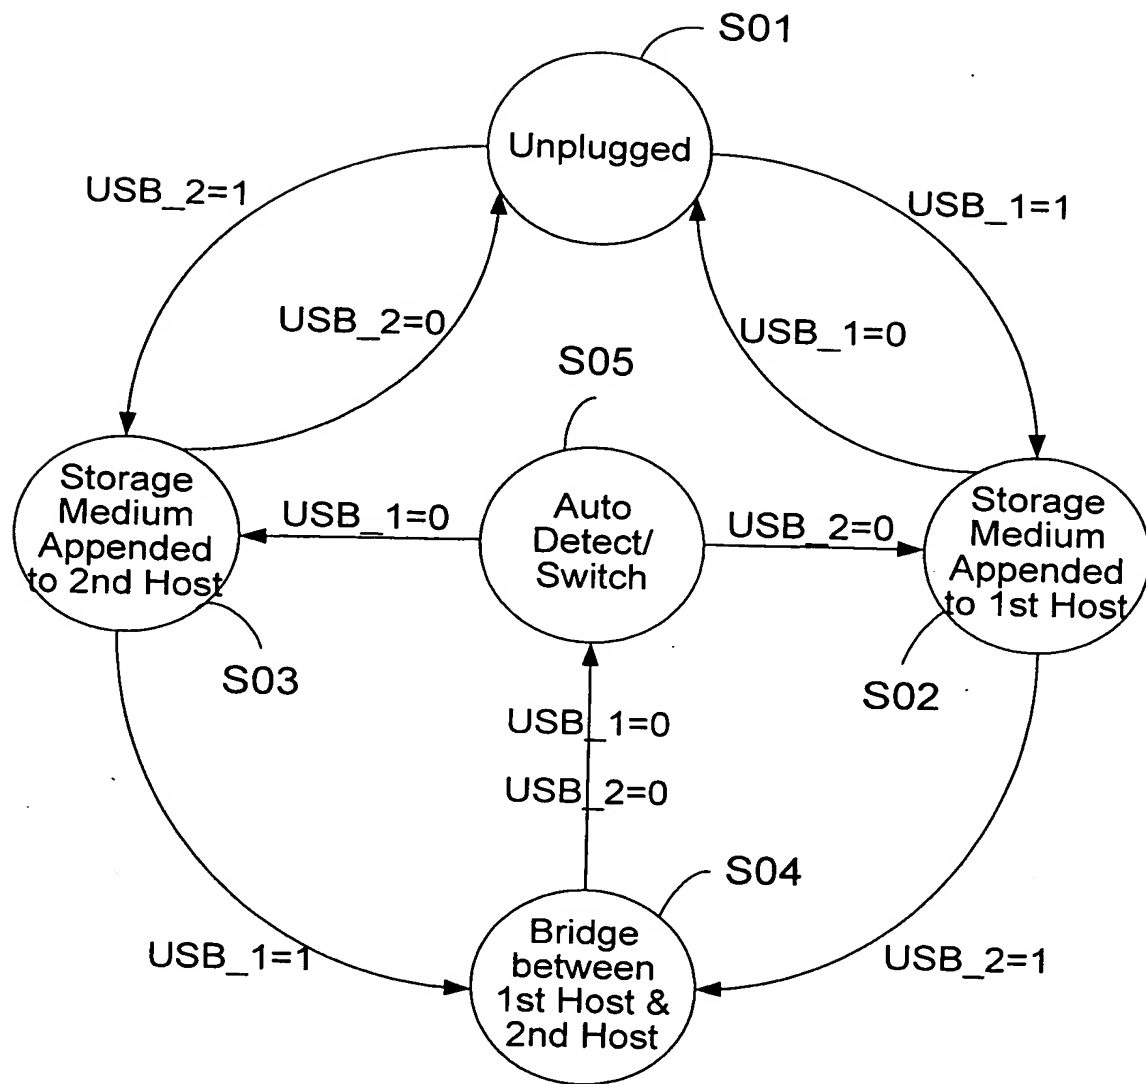 S01
Unplugged
USB_2=1
USB_1=1
USB_2=0
USB_1=0
S05
Storage
Medium
Appended
to 2nd Host
USB_1=0
Auto
Detect/
Switch
USB_2=0
Storage
Medium
Appended
to 1st Host
S03
S02
USB_1=0
USB_2=0
S04
USB_1=1
Bridge
between
1st Host &
2nd Host
USB_2=1